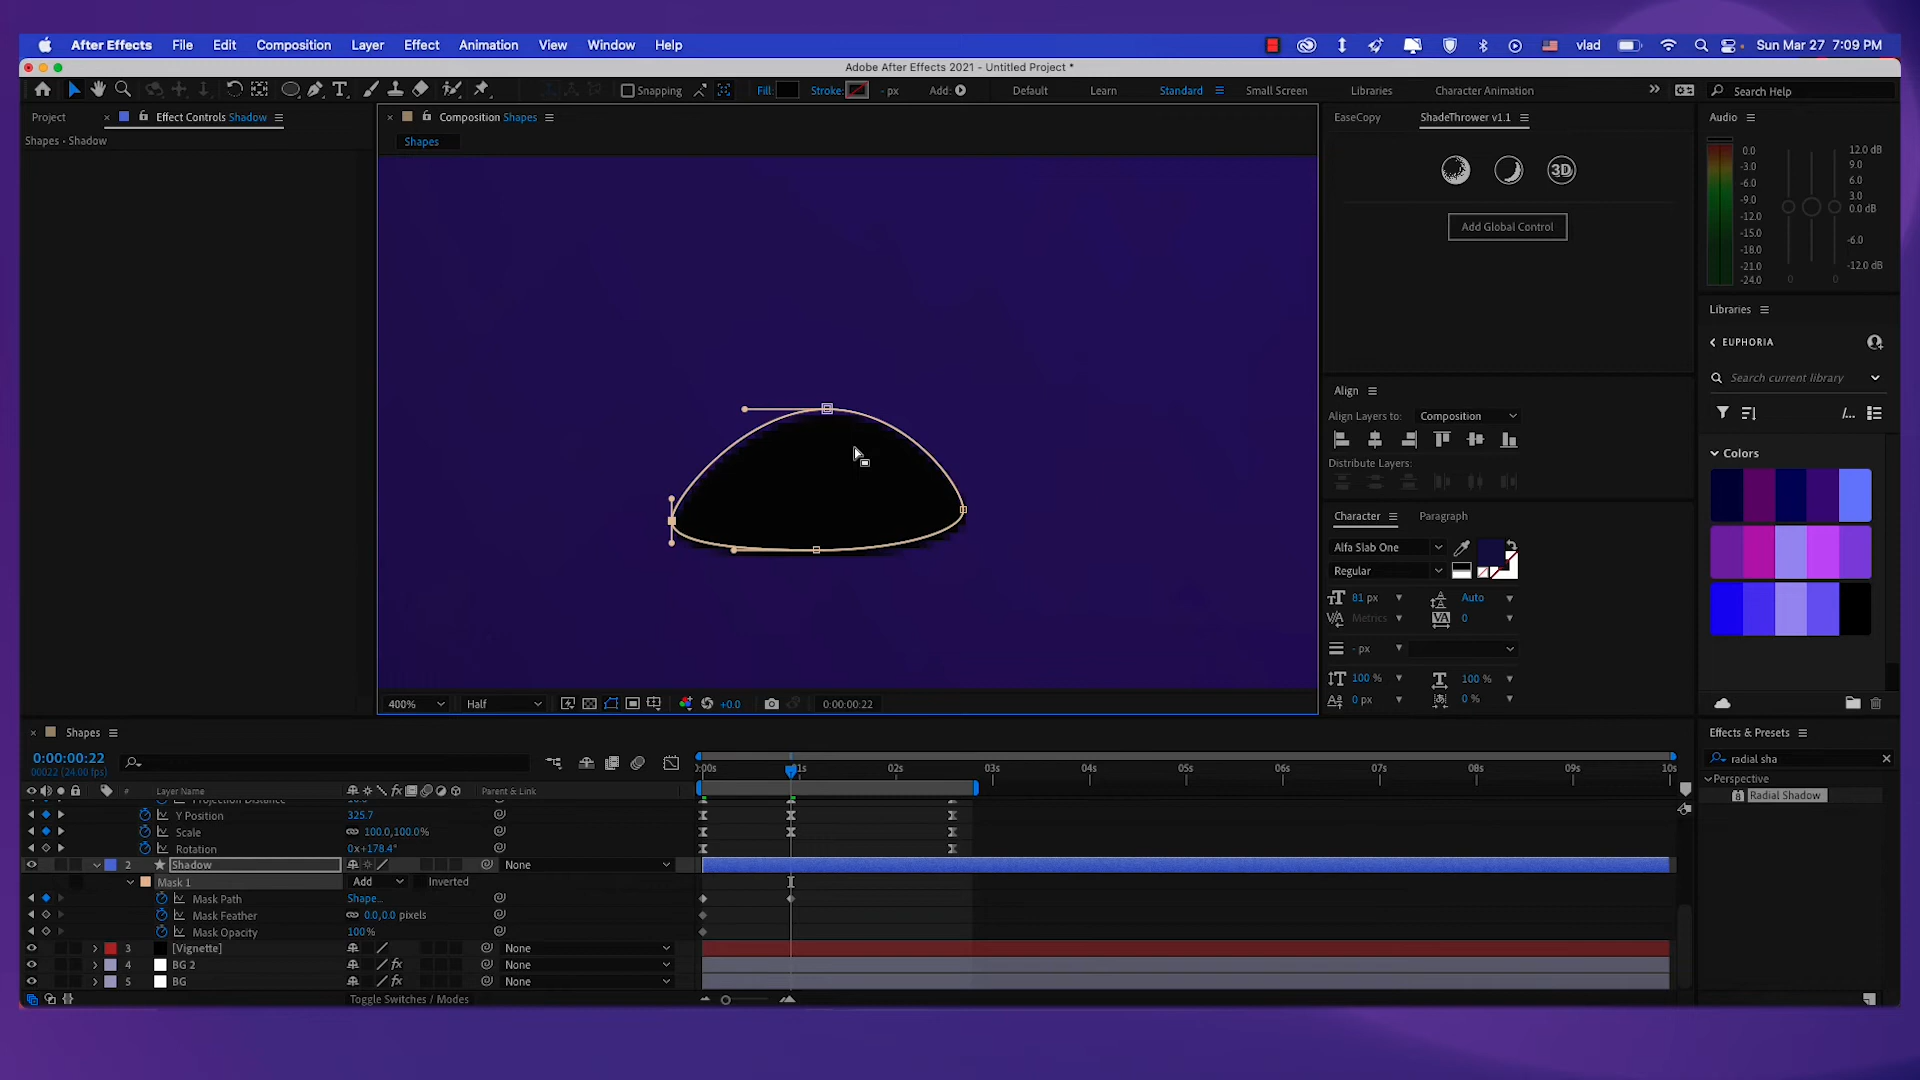 After Effects File Edit Composition Layer Effect Animation View Window Help vlad Sun Mar 27 7:09 PM
Adobe After Effects 2021 - Untitled Project *
T Snapping Fill: Stroke: - px Add: Default Learn Standard Small Screen Libraries Character Animation Search Help
Project Effect Controls Shadow Composition Shapes EaseCopy ShadeThrower v1.1 Audio
Shapes - Shadow Shapes
0.0 12.0 dB
-3.0 9.0
-6.0 6.0
-9.0 3.0
-12.0 0.0 dB
-15.0
-18.0 -6.0
-21.0 -12.0 dB
-24.0 0 0
3D
Add Global Control
Libraries
EUPHORIA
Search current library
Align
Align Layers to: Composition
Distribute Layers:
Colors
Character Paragraph
Alfa Slab One
Regular
81 px Auto
Metrics 0
- px
100 % 100 %
0 px 0 %
400% Half +0.0 0:00:00:22
Shapes Effects & Presets
0:00:00:22
00022 (24.00 fps)
radial sha
Perspective
Radial Shadow
:00s 01s 02s 03s 04s 05s 06s 07s 08s 09s 10s
# Layer Name fx Parent & Link
Projection Distance
Y Position 325.7
Scale 100.0,100.0%
Rotation 0x+178.4°
2 Shadow None
Mask 1 Add Inverted
Mask Path Shape...
Mask Feather 0.0,0.0 pixels
Mask Opacity 100%
3 [Vignette] None
4 BG 2 fx None
5 BG fx None
Toggle Switches / Modes